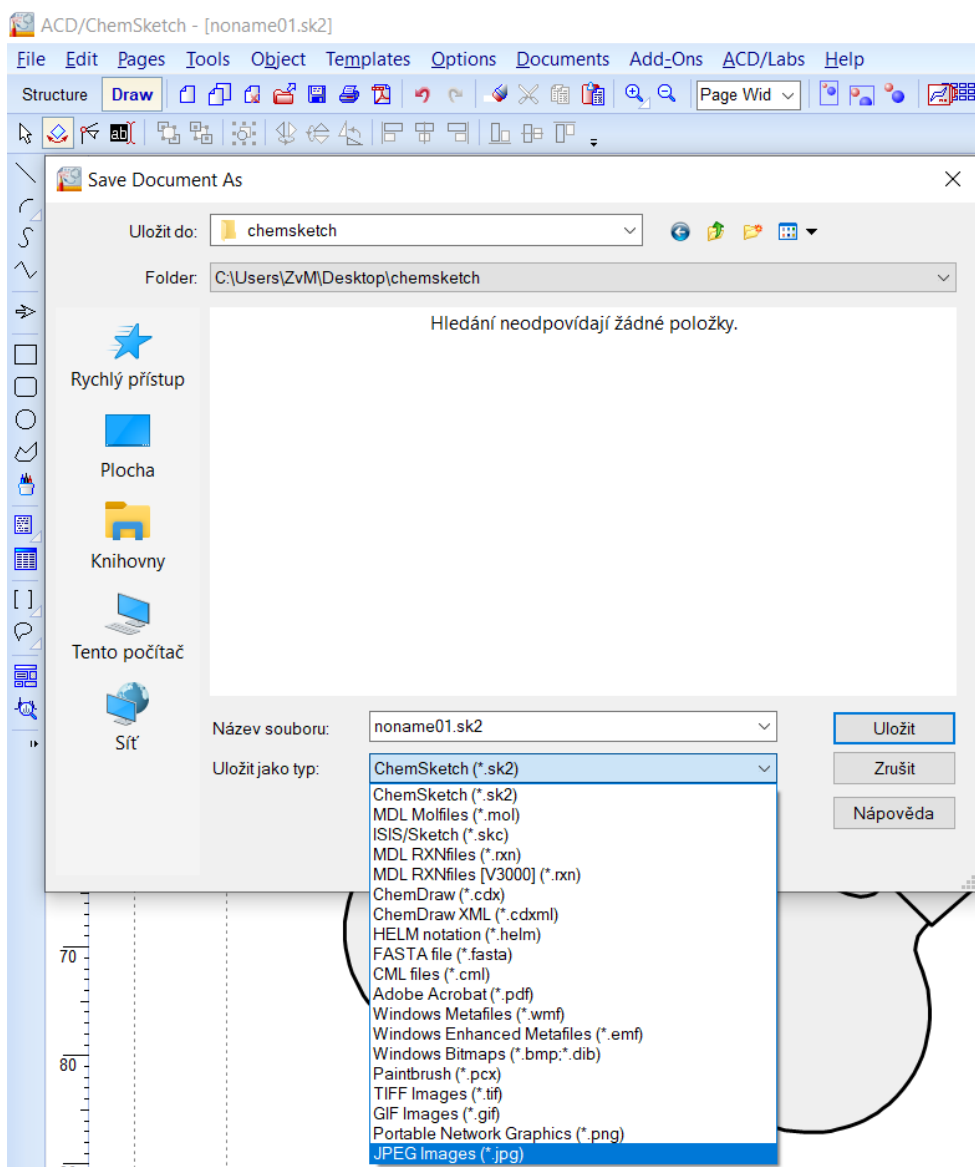 ACD/ChemSketch - [noname01.sk2]
File Edit Pages Tools Object Templates Options Documents Add-Ons ACD/Labs Help
Structure Draw Page Wid
ab
Save Document As
Uložit do: chemsketch
Folder: C:\Users\ZvM\Desktop\chemsketch
Hledání neodpovídají žádné položky.
Rychlý přístup
Plocha
Knihovny
Tento počítač
Síť
Název souboru: noname01.sk2 Uložit
Uložit jako typ: ChemSketch (*.sk2) Zrušit
Nápověda
ChemSketch (*.sk2)
MDL Molfiles (*.mol)
ISIS/Sketch (*.skc)
MDL RXNfiles (*.rxn)
MDL RXNfiles [V3000] (*.rxn)
ChemDraw (*.cdx)
ChemDraw XML (*.cdxml)
HELM notation (*.helm)
FASTA file (*.fasta)
CML files (*.cml)
Adobe Acrobat (*.pdf)
Windows Metafiles (*.wmf)
Windows Enhanced Metafiles (*.emf)
Windows Bitmaps (*.bmp;*.dib)
Paintbrush (*.pcx)
TIFF Images (*.tif)
GIF Images (*.gif)
Portable Network Graphics (*.png)
JPEG Images (*.jpg)
70
80